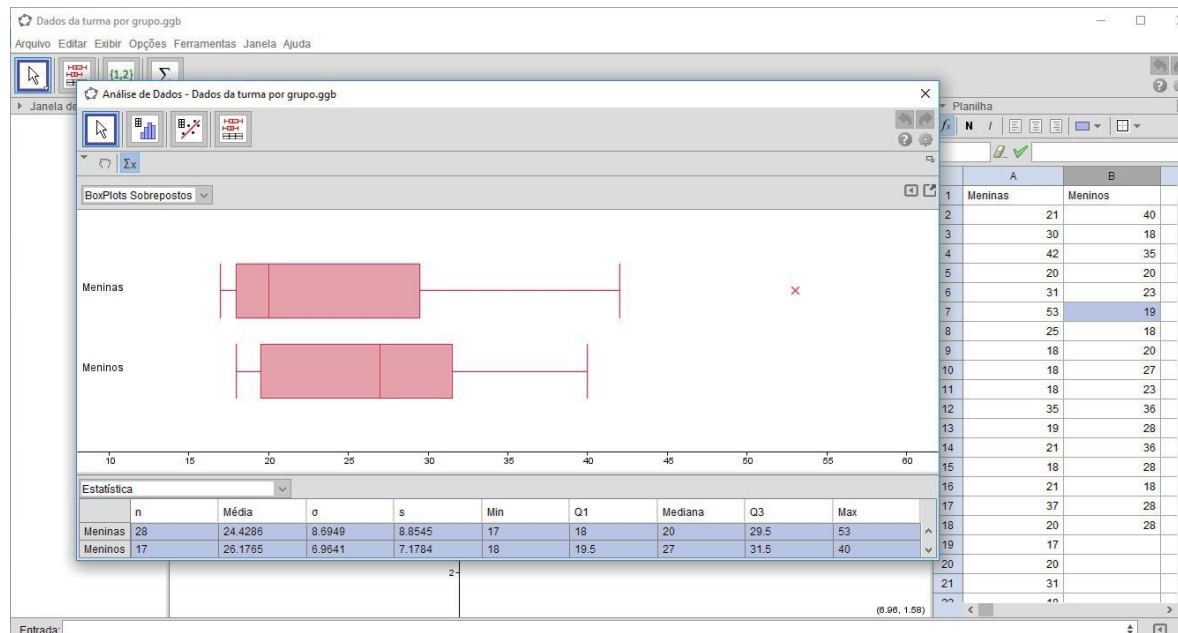 Dados da turma por grupo.ggb
Arquivo Editar Exibir Opções Ferramentas Janela Ajuda
{1,2} Σ
Janela de
Análise de Dados - Dados da turma por grupo.ggb
Σx
BoxPlots Sobrepostos
Meninas
Meninos
10 15 20 25 30 35 40 45 50 55 60
Estatística
n Média σ s Min Q1 Mediana Q3 Max
Meninas 28 24.4286 8.6949 8.8545 17 18 20 29.5 53
Meninos 17 26.1765 6.9641 7.1784 18 19.5 27 31.5 40
2
(6.96, 1.58)
Planilha
fx N I
A B
1 Meninas Meninos
2 21 40
3 30 18
4 42 35
5 20 20
6 31 23
7 53 19
8 25 18
9 18 20
10 18 27
11 18 23
12 35 36
13 19 28
14 21 36
15 18 28
16 21 18
17 37 28
18 20 28
19 17
20 20
21 31
Entrada: